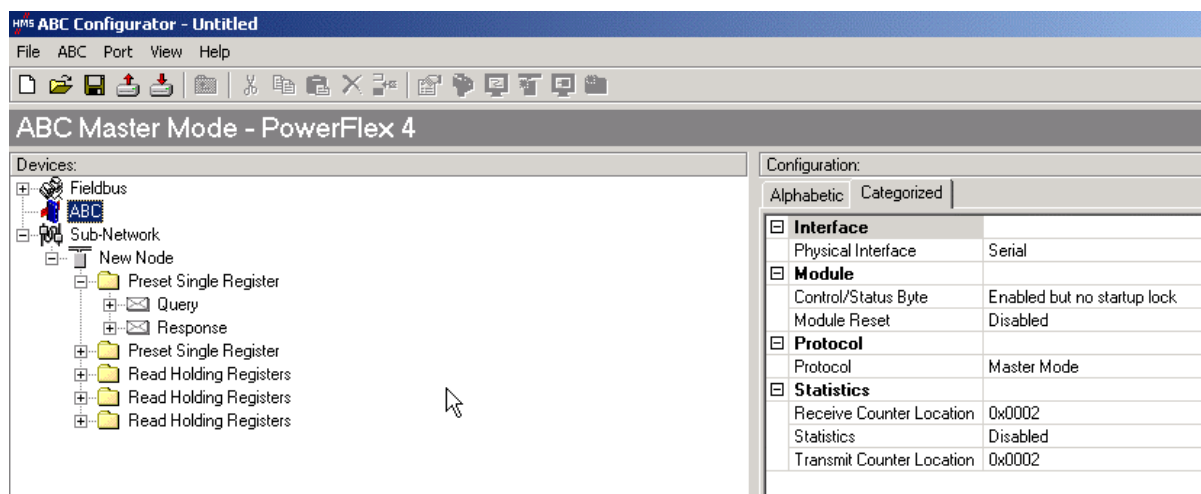 HMS ABC Configurator - Untitled
File ABC Port View Help
ABC Master Mode - PowerFlex 4
Devices:
Fieldbus
ABC
Sub-Network
New Node
Preset Single Register
Query
Response
Preset Single Register
Read Holding Registers
Read Holding Registers
Read Holding Registers
Configuration:
Alphabetic Categorized
Interface
Physical Interface Serial
Module
Control/Status Byte Enabled but no startup lock
Module Reset Disabled
Protocol
Protocol Master Mode
Statistics
Receive Counter Location 0x0002
Statistics Disabled
Transmit Counter Location 0x0002